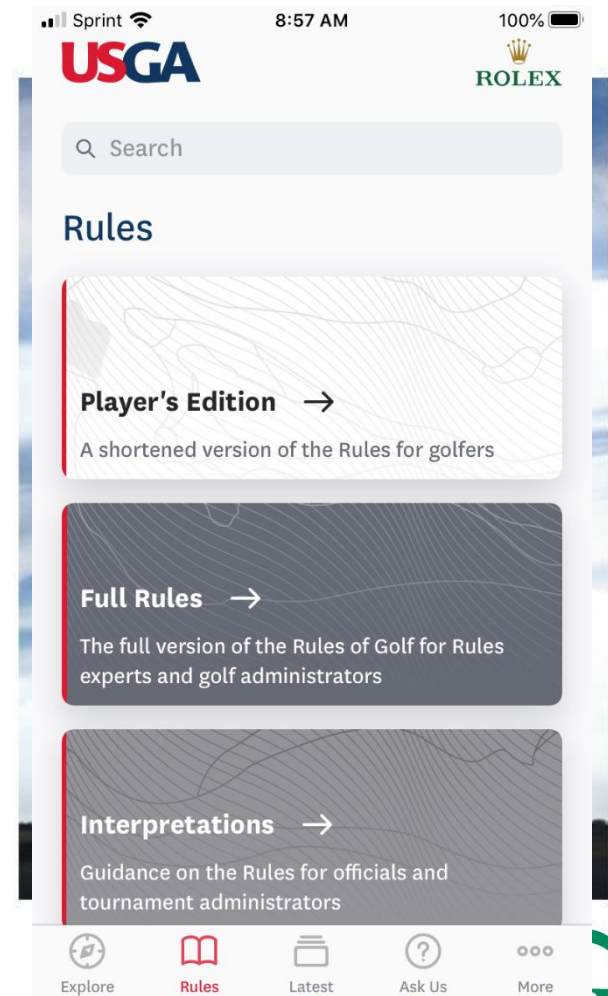 Sprint 8:57 AM 100%
USGA
ROLEX
Search
Rules
Player's Edition →
A shortened version of the Rules for golfers
Full Rules →
The full version of the Rules of Golf for Rules
experts and golf administrators
Interpretations →
Guidance on the Rules for officials and
tournament administrators
Explore Rules Latest Ask Us More